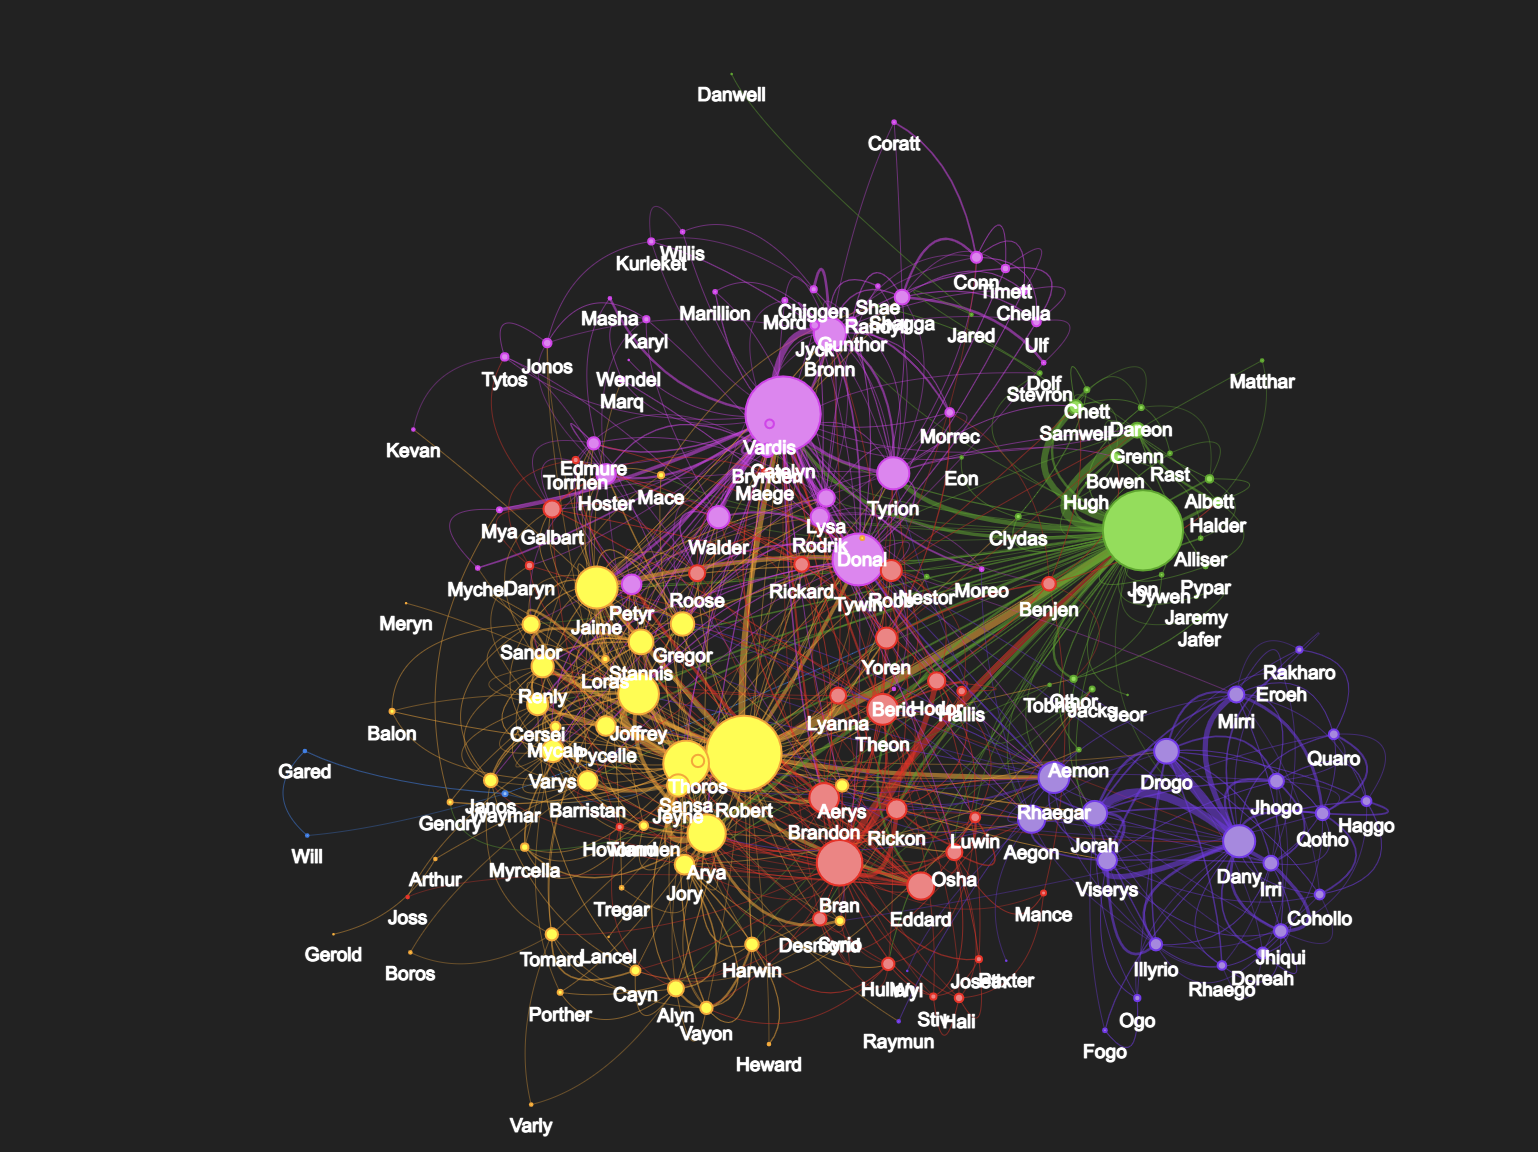 Danwell
Coratt
Willis
Kurleket
Conn
Timett
Marillion
Chiggen
Shae
Masha
Mord
Randyll
Shagga
Chella
Karyl
Jared
Gunthor
Ulf
Jyck
Jonos
Bronn
Tytos
Wendel
Matthar
Dolf
Stevron
Marq
Chett
Samwell
Dareon
Morrec
Vardis
Kevan
Grenn
Edmure
Catelyn
Brynden
Rast
Torrhen
Eon
Bowen
Maege
Mace
Hoster
Hugh
Albett
Tyrion
Lysa
Halder
Mya
Galbart
Clydas
Walder
Rodrik
Donal
Alliser
Myche
Daryn
Rickard
Moreo
Jon
Pypar
Dywen
Roose
Tywin
Robb
Nestor
Benjen
Petyr
Jaremy
Meryn
Jaime
Jafer
Sandor
Gregor
Yoren
Stannis
Rakharo
Loras
Eroeh
Renly
Beric
Hodor
Hallis
Tobho
Othor
Jacks
Jeor
Mirri
Lyanna
Balon
Cersei
Joffrey
Theon
Mycah
Pycelle
Quaro
Gared
Aemon
Varys
Drogo
Thoros
Janos
Waymar
Barristan
Sansa
Robert
Aerys
Rhaegar
Jhogo
Gendry
Jeyne
Haggo
Brandon
Rickon
Luwin
Qotho
Jorah
Will
Howland
Tommen
Aegon
Myrcella
Arya
Arthur
Osha
Dany
Jory
Viserys
Irri
Bran
Tregar
Joss
Eddard
Mance
Cohollo
Desmond
Syrio
Gerold
Boros
Tomard
Lancel
Harwin
Illyrio
Jhiqui
Joseth
Baxter
Doreah
Hullen
Wyl
Rhaego
Cayn
Porther
Alyn
Stiv
Hali
Ogo
Vayon
Raymun
Fogo
Heward
Varly